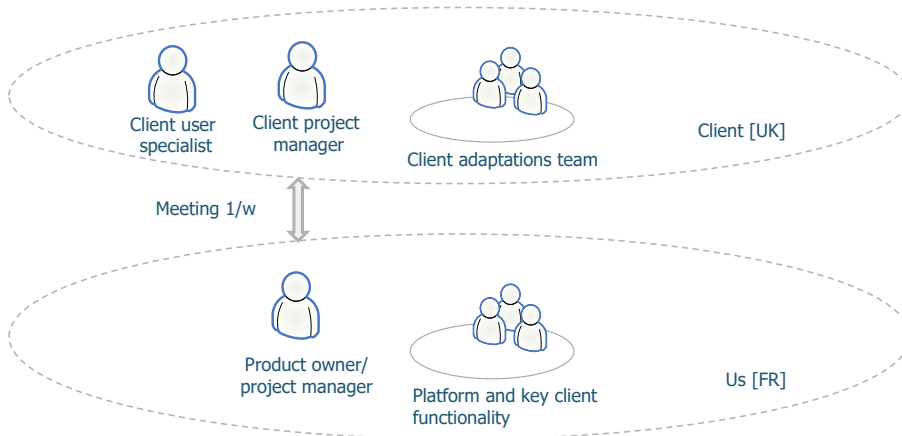 Client user
specialist
Client project
manager
Client adaptations team
Client [UK]
Meeting 1/w
Product owner/
project manager
Platform and key client
functionality
Us [FR]